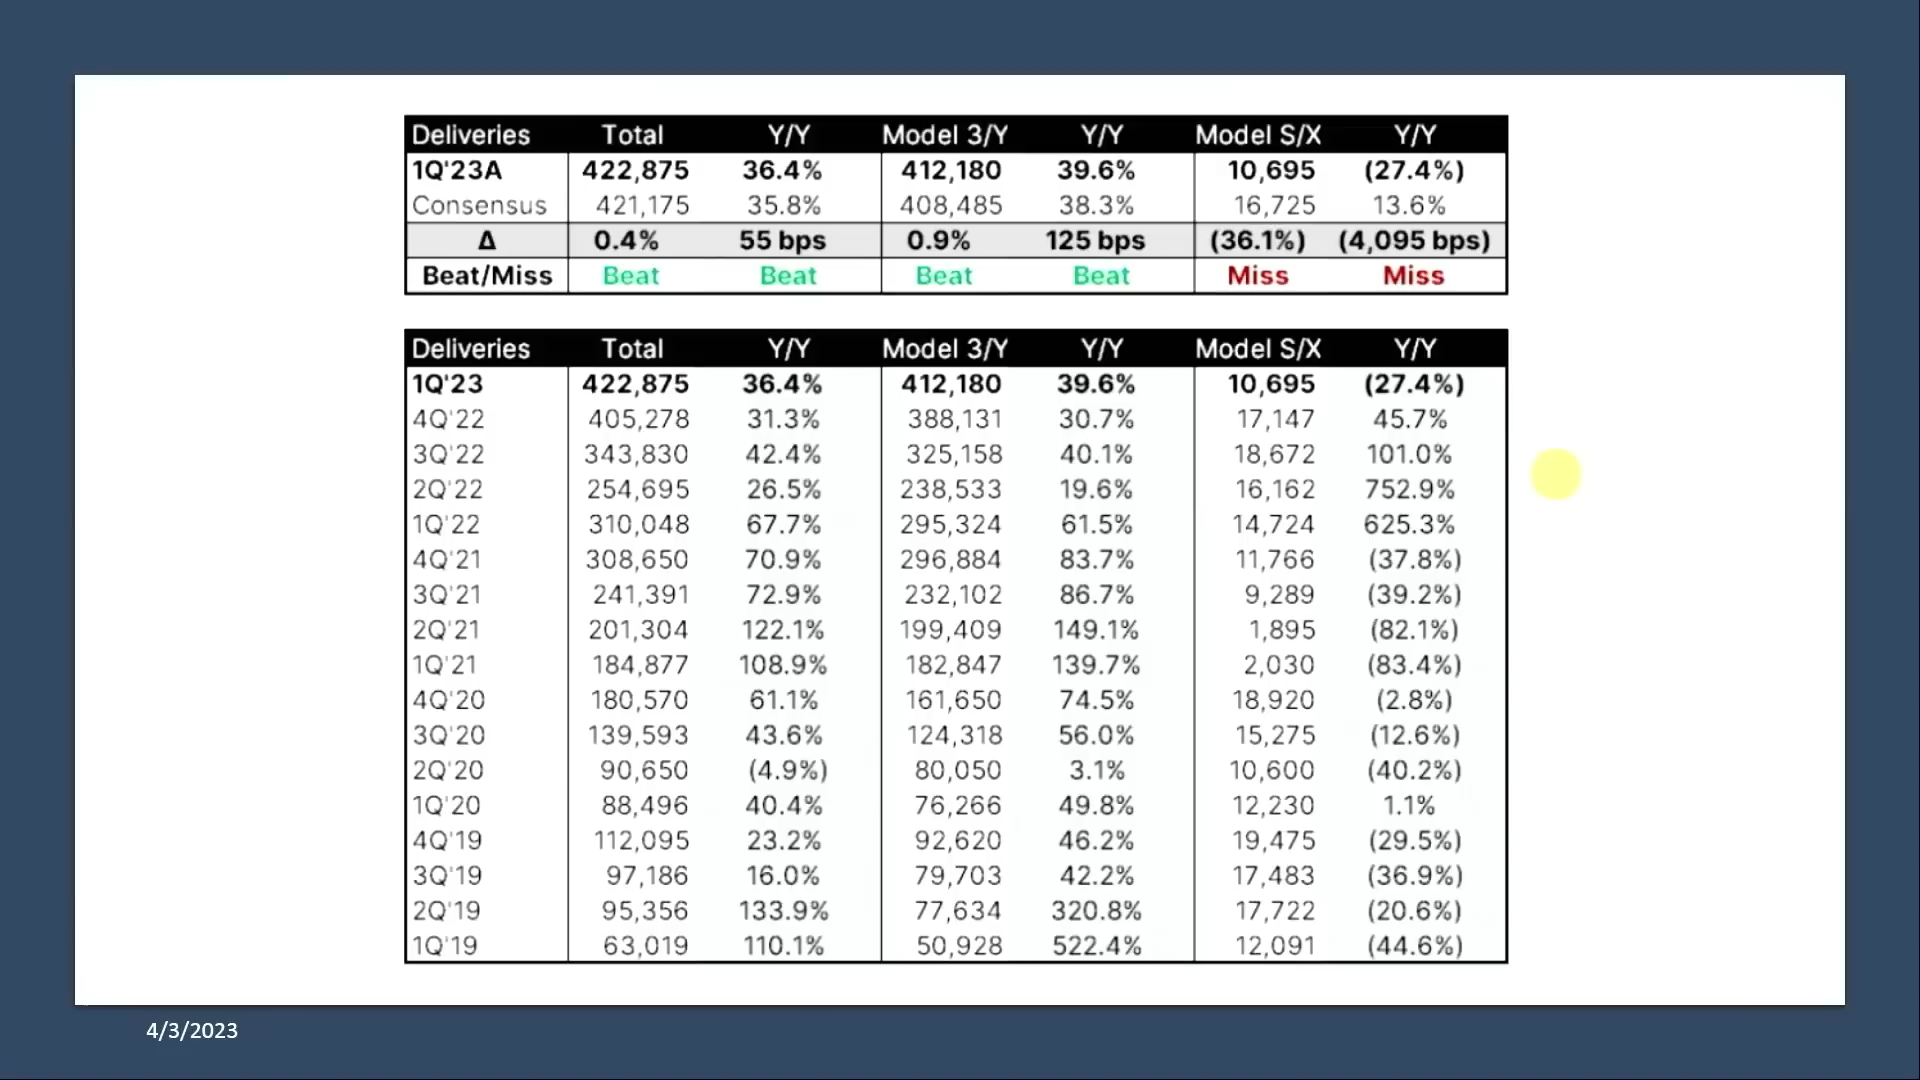 Deliveries Total Y/Y Model 3/Y Y/Y Model S/X Y/Y
1Q'23A 422,875 36.4% 412,180 39.6% 10,695 (27.4%)
Consensus 421,175 35.8% 408,485 38.3% 16,725 13.6%
Δ 0.4% 55 bps 0.9% 125 bps (36.1%) (4,095 bps)
Beat/Miss Beat Beat Beat Beat Miss Miss
Deliveries Total Y/Y Model 3/Y Y/Y Model S/X Y/Y
1Q'23 422,875 36.4% 412,180 39.6% 10,695 (27.4%)
4Q'22 405,278 31.3% 388,131 30.7% 17,147 45.7%
3Q'22 343,830 42.4% 325,158 40.1% 18,672 101.0%
2Q'22 254,695 26.5% 238,533 19.6% 16,162 752.9%
1Q'22 310,048 67.7% 295,324 61.5% 14,724 625.3%
4Q'21 308,650 70.9% 296,884 83.7% 11,766 (37.8%)
3Q'21 241,391 72.9% 232,102 86.7% 9,289 (39.2%)
2Q'21 201,304 122.1% 199,409 149.1% 1,895 (82.1%)
1Q'21 184,877 108.9% 182,847 139.7% 2,030 (83.4%)
4Q'20 180,570 61.1% 161,650 74.5% 18,920 (2.8%)
3Q'20 139,593 43.6% 124,318 56.0% 15,275 (12.6%)
2Q'20 90,650 (4.9%) 80,050 3.1% 10,600 (40.2%)
1Q'20 88,496 40.4% 76,266 49.8% 12,230 1.1%
4Q'19 112,095 23.2% 92,620 46.2% 19,475 (29.5%)
3Q'19 97,186 16.0% 79,703 42.2% 17,483 (36.9%)
2Q'19 95,356 133.9% 77,634 320.8% 17,722 (20.6%)
1Q'19 63,019 110.1% 50,928 522.4% 12,091 (44.6%)
4/3/2023